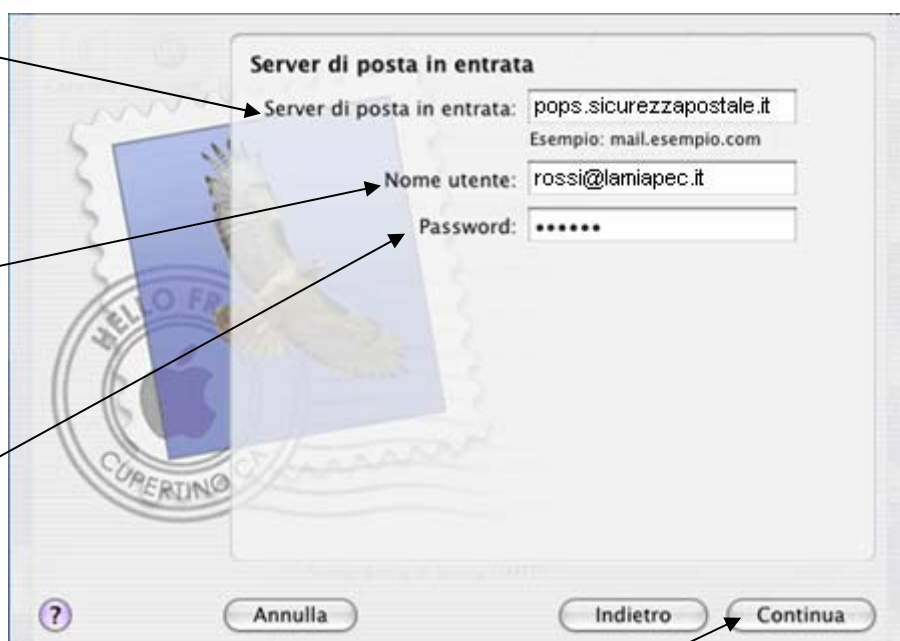 Server di posta in entrata
Server di posta in entrata: pops.sicurezzapostale.it
Esempio: mail.esempio.com
Nome utente: rossi@lamiapec.it
Password: ••••••
HELLO FR
CUPERTINO CA
? Annulla Indietro Continua